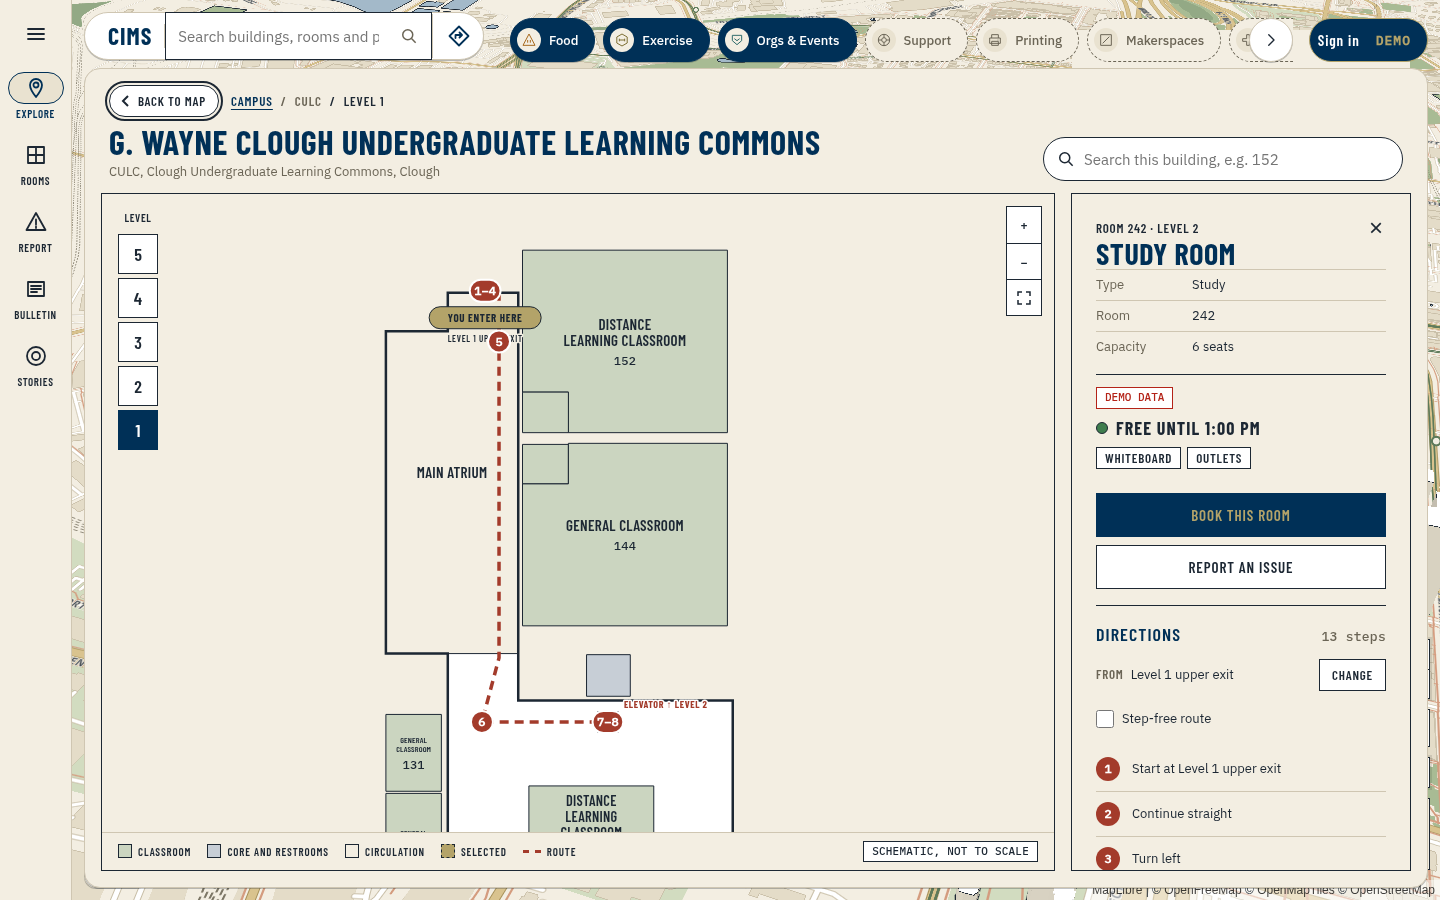 CIMS
Search buildings, rooms and p
Food
Exercise
Orgs & Events
Support
Printing
Makerspaces
Sign in DEMO
EXPLORE
ROOMS
REPORT
BULLETIN
STORIES
BACK TO MAP
CAMPUS / CULC / LEVEL 1
G. WAYNE CLOUGH UNDERGRADUATE LEARNING COMMONS
CULC, Clough Undergraduate Learning Commons, Clough
Search this building, e.g. 152
LEVEL
5
4
3
2
1
+
−
1–4
YOU ENTER HERE
LEVEL 1 UP EXIT
5
DISTANCE
LEARNING CLASSROOM
152
MAIN ATRIUM
GENERAL CLASSROOM
144
ELEVATOR ↑ LEVEL 2
6
7–8
GENERAL
CLASSROOM
131
DISTANCE
LEARNING
CLASSROOM
CLASSROOM
CORE AND RESTROOMS
CIRCULATION
SELECTED
ROUTE
SCHEMATIC, NOT TO SCALE
ROOM 242 · LEVEL 2
STUDY ROOM
Type Study
Room 242
Capacity 6 seats
DEMO DATA
FREE UNTIL 1:00 PM
WHITEBOARD
OUTLETS
BOOK THIS ROOM
REPORT AN ISSUE
DIRECTIONS 13 steps
FROM Level 1 upper exit
CHANGE
Step-free route
1 Start at Level 1 upper exit
2 Continue straight
3 Turn left
MapLibre | © OpenFreeMap © OpenMapTiles © OpenStreetMap